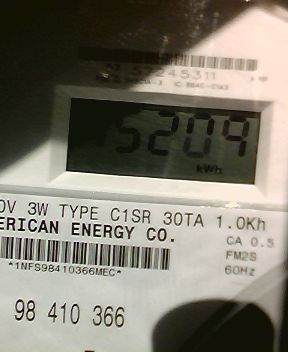 15209
kWh
0V 3W TYPE C1SR 30TA 1.0Kh
ERICAN ENERGY CO.
CA 0.5
FM2S
60Hz
*1NFS98410366MEC*
98 410 366